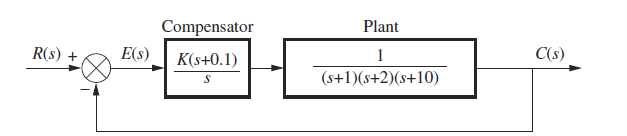 Compensator Plant
R(s) + E(s) K(s+0.1) 1 C(s)
s (s+1)(s+2)(s+10)
−